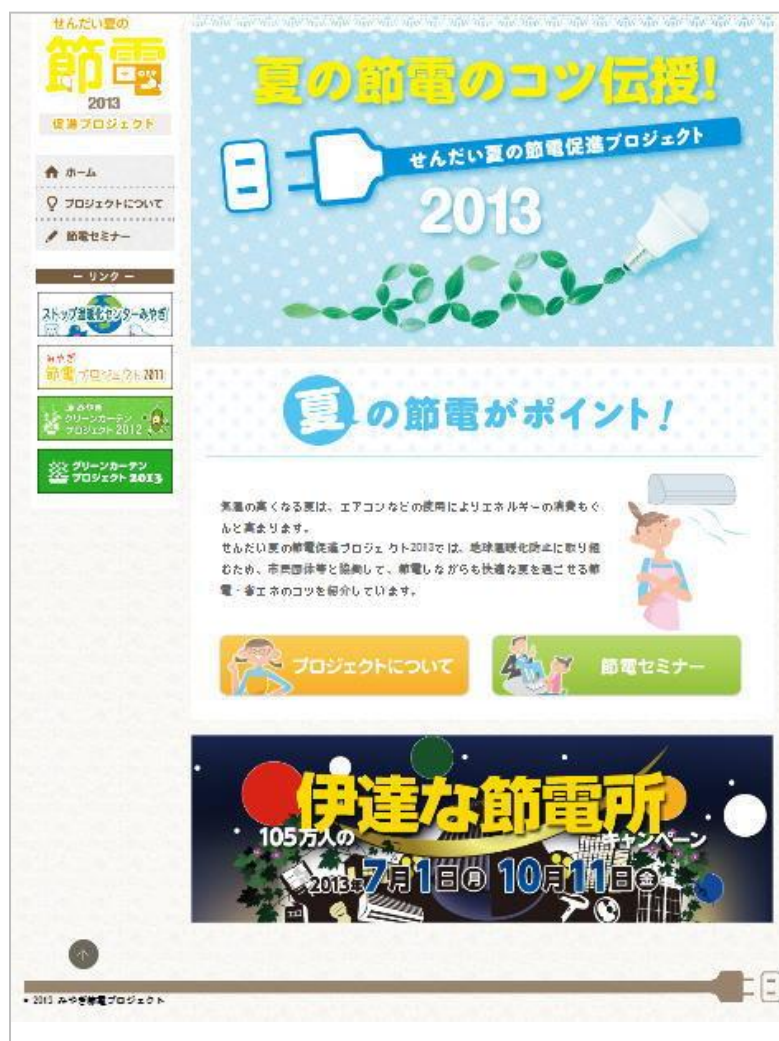 せんだい夏の
節電
2013
促進プロジェクト
ホーム
プロジェクトについて
節電セミナー
ー リンク ー
ストップ温暖化センターみやぎ
みやぎ
節電プロジェクト2011
みやぎ
グリーンカーテン
プロジェクト2012
グリーンカーテン
プロジェクト2013
夏の節電のコツ伝授!
せんだい夏の節電促進プロジェクト
2013
eco
夏の節電がポイント!
気温の高くなる夏は、エアコンなどの使用によりエネルギーの消費もぐ
んと高まります。
せんだい夏の節電促進プロジェクト2013では、地球温暖化防止に取り組
むため、市民団体等と協働して、節電しながらも快適な夏を過ごせる節
電・省エネのコツを紹介しています。
プロジェクトについて
節電セミナー
伊達な節電所
105万人の
キャンペーン
2013年7月1日月 10月11日金
2013 みやぎ節電プロジェクト